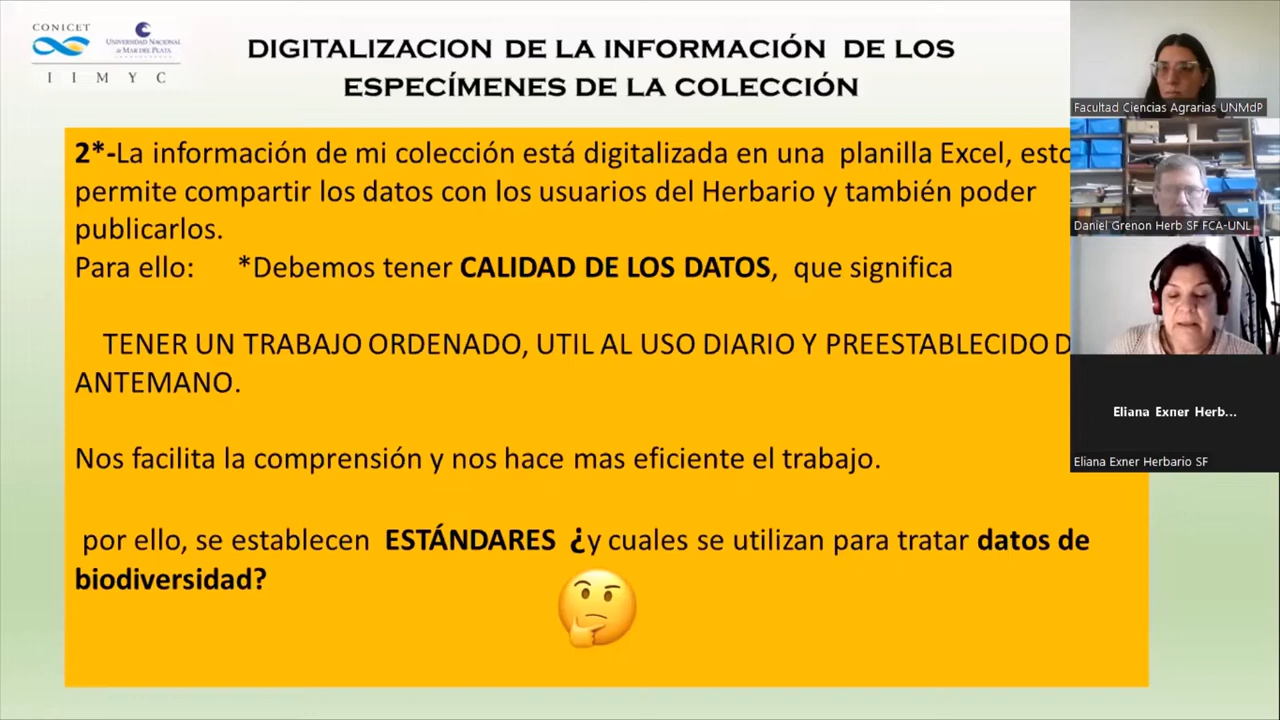 CONICET
UNIVERSIDAD NACIONAL
de MAR DEL PLATA
I I M Y C
DIGITALIZACION DE LA INFORMACIÓN DE LOS
ESPECÍMENES DE LA COLECCIÓN
2*-La información de mi colección está digitalizada en una planilla Excel, esto
permite compartir los datos con los usuarios del Herbario y también poder
publicarlos.
Para ello: *Debemos tener CALIDAD DE LOS DATOS, que significa
TENER UN TRABAJO ORDENADO, UTIL AL USO DIARIO Y PREESTABLECIDO D
ANTEMANO.
Nos facilita la comprensión y nos hace mas eficiente el trabajo.
por ello, se establecen ESTÁNDARES ¿y cuales se utilizan para tratar datos de
biodiversidad?
Facultad Ciencias Agrarias UNMdP
Daniel Grenon Herb SF FCA-UNL
Eliana Exner Herb...
Eliana Exner Herbario SF